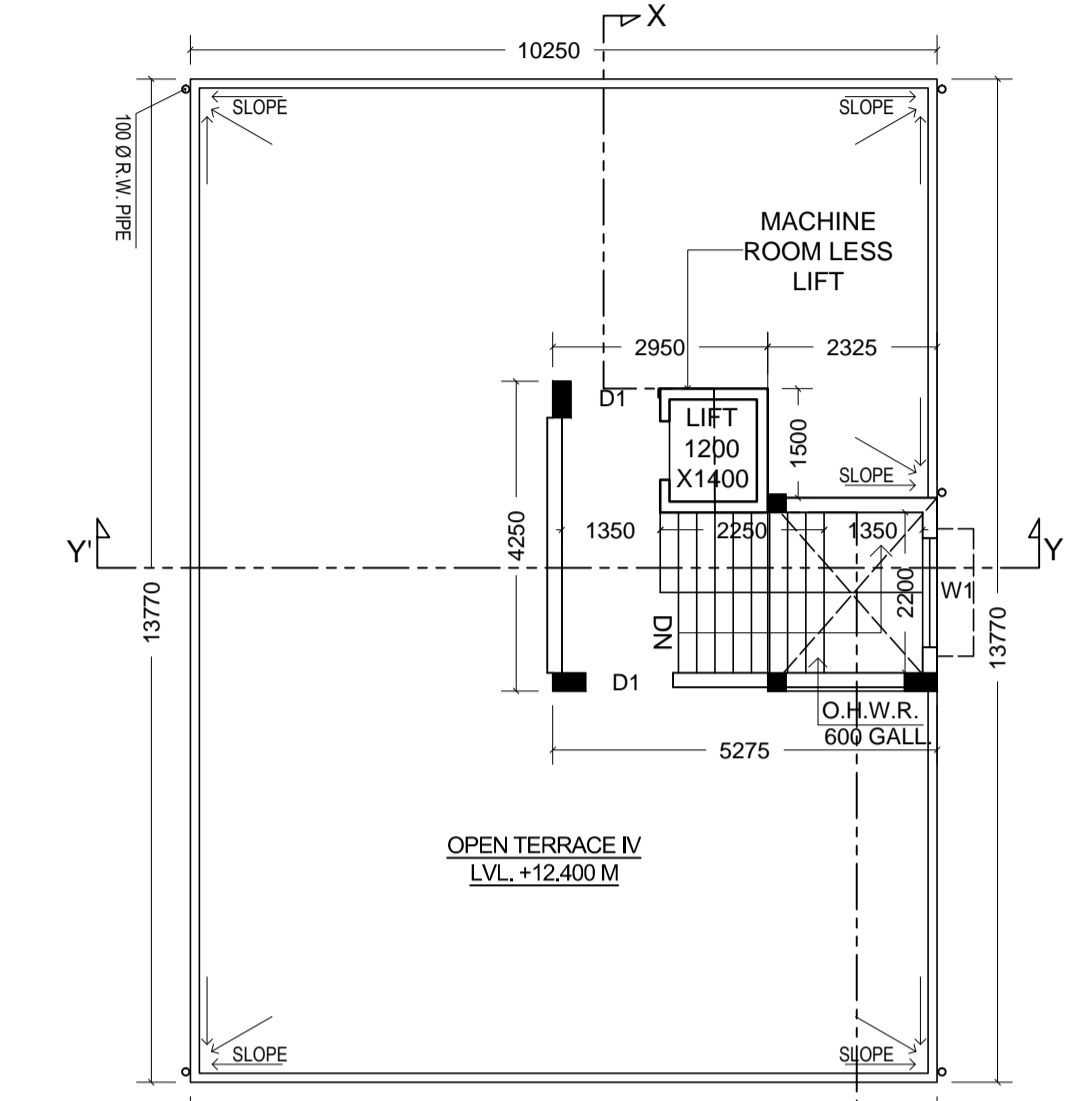 X
10250
SLOPE
SLOPE
100 Ø R.W. PIPE
MACHINE
ROOM LESS
LIFT
2950
2325
D1
LIFT
1200
X1400
1500
SLOPE
4250
1350
2250
1350
Y'
Y
2200
W1
13770
13770
DN
D1
O.H.W.R.
600 GALL.
5275
OPEN TERRACE IV
LVL. +12.400 M
SLOPE
SLOPE